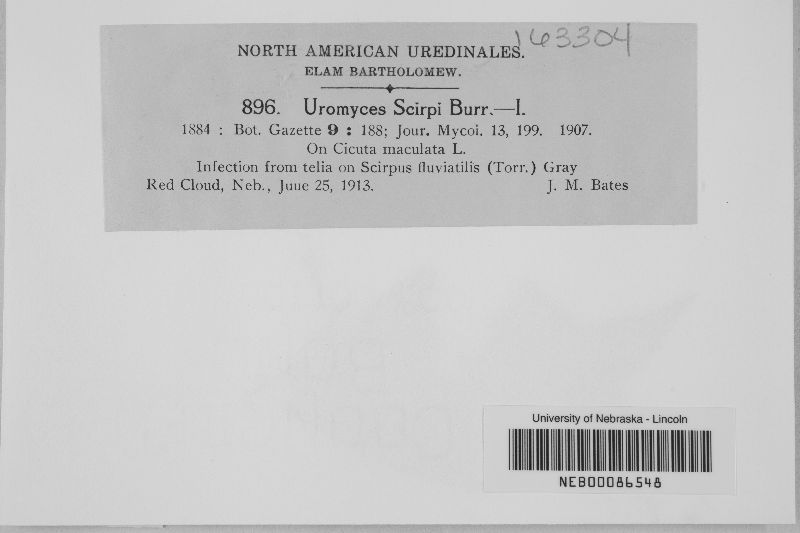 163304
NORTH AMERICAN UREDINALES.
ELAM BARTHOLOMEW.
896. Uromyces Scirpi Burr.—I.
1884 : Bot. Gazette 9 : 188; Jour. Mycol. 13, 199. 1907.
On Cicuta maculata L.
Infection from telia on Scirpus fluviatilis (Torr.) Gray
Red Cloud, Neb., June 25, 1913. J. M. Bates
University of Nebraska - Lincoln
NEB00086548